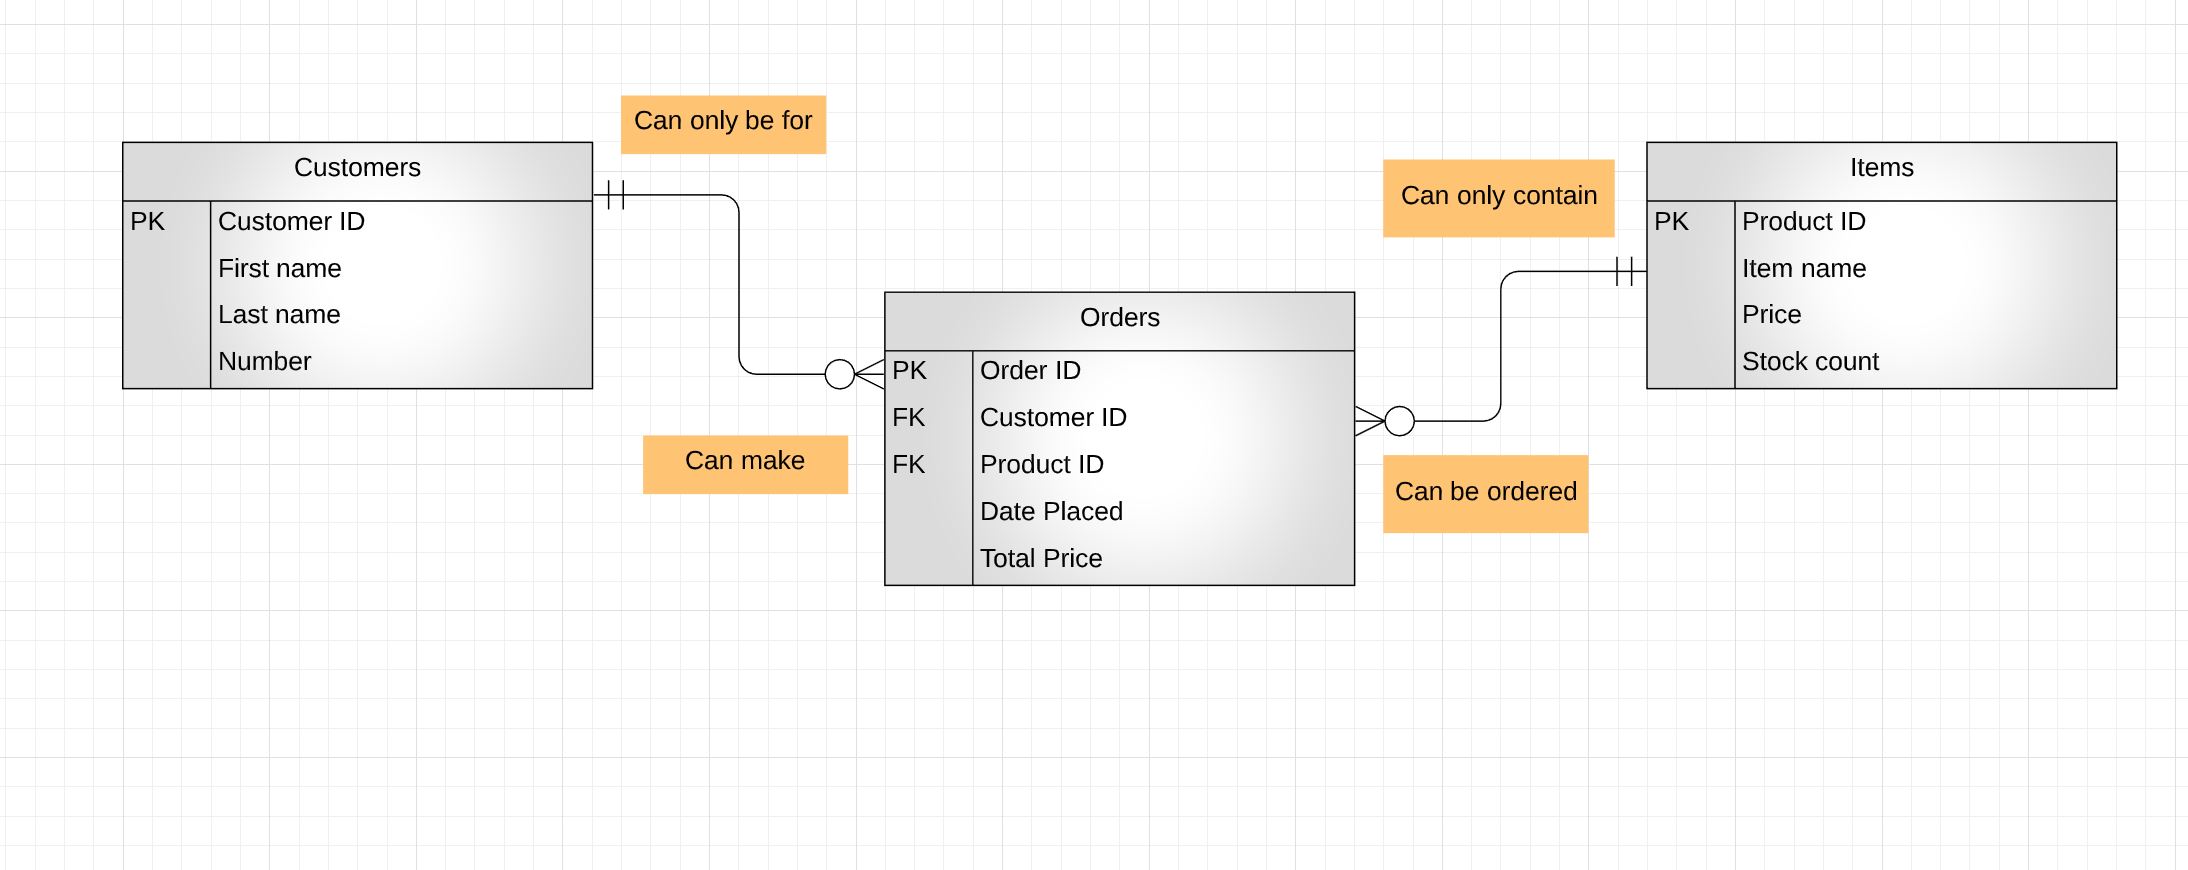 Can only be for
Customers
PK Customer ID
First name
Last name
Number
Can make
Orders
PK Order ID
FK Customer ID
FK Product ID
Date Placed
Total Price
Can only contain
Can be ordered
Items
PK Product ID
Item name
Price
Stock count